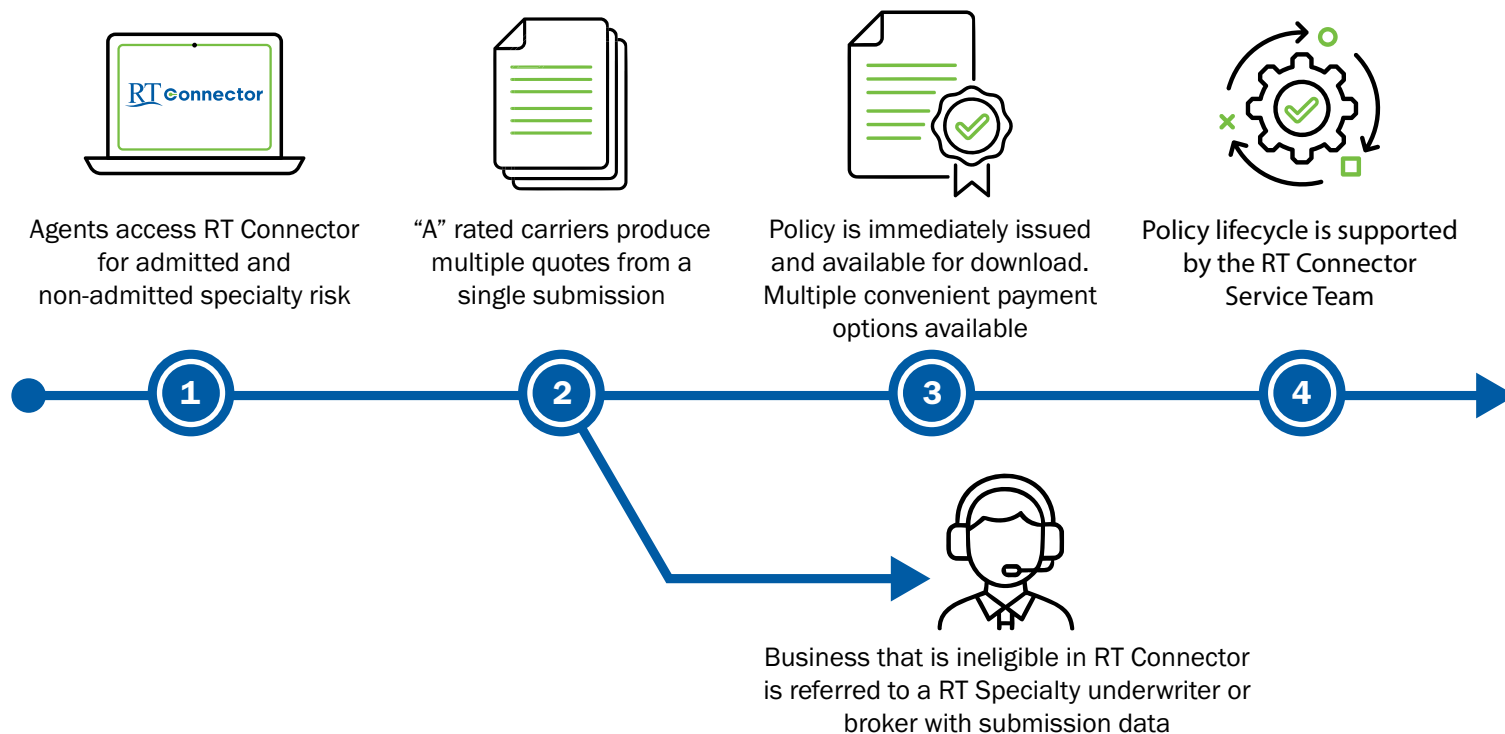 RT Connector
Agents access RT Connector
for admitted and
non-admitted specialty risk
“A” rated carriers produce
multiple quotes from a
single submission
Policy is immediately issued
and available for download.
Multiple convenient payment
options available
Policy lifecycle is supported
by the RT Connector
Service Team
1
2
3
4
Business that is ineligible in RT Connector
is referred to a RT Specialty underwriter or
broker with submission data